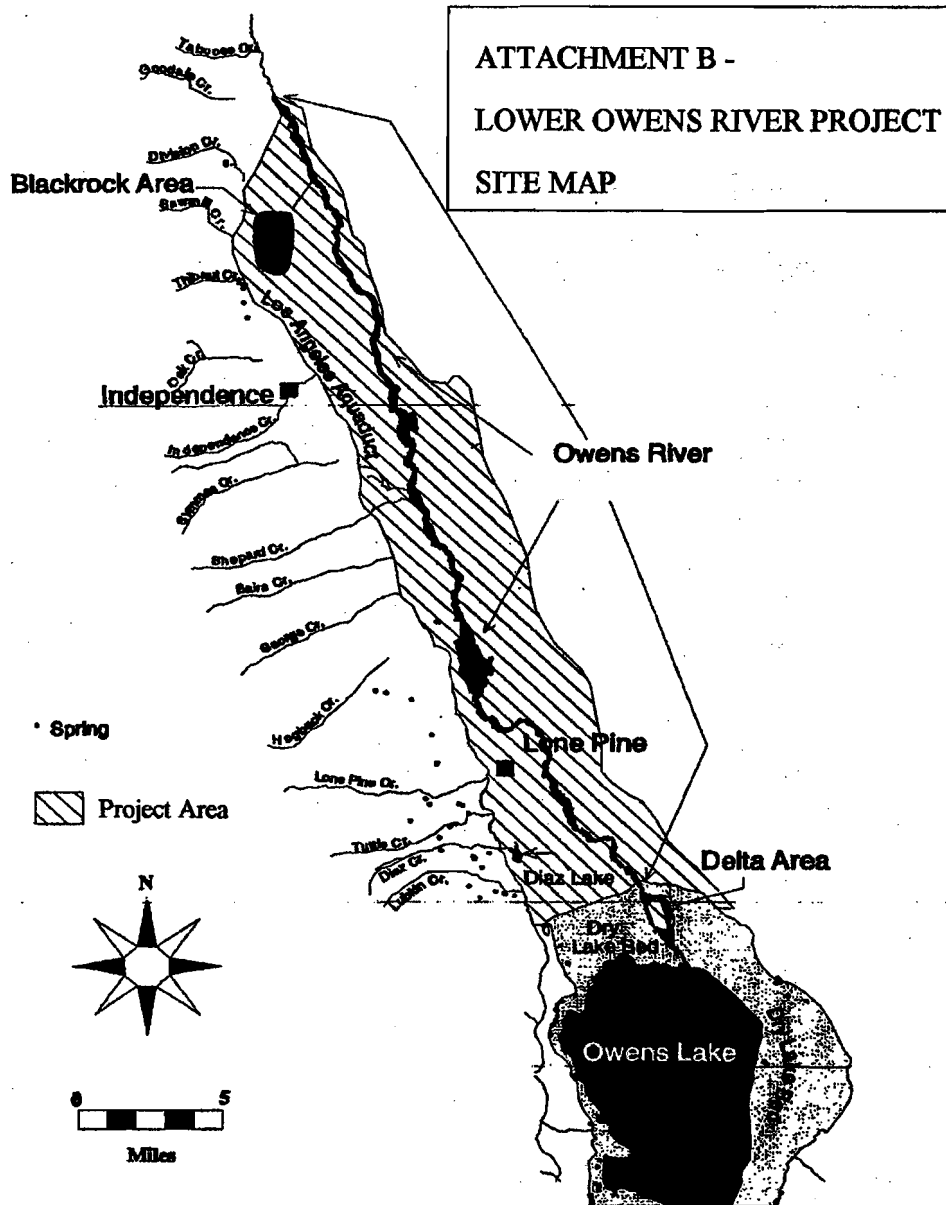 ATTACHMENT B -
LOWER OWENS RIVER PROJECT
SITE MAP
Goodale Cr.
Division Cr.
Blackrock Area
Thibaut Cr.
Los Angeles Aqueduct
Oak Cr.
Independence
Independence Cr.
Owens River
Symmes Cr.
Shepard Cr.
Bairs Cr.
George Cr.
Hogback Cr.
Spring
Lone Pine
Lone Pine Cr.
Project Area
Tuttle Cr.
Diaz Cr.
Lubkin Cr.
Diaz Lake
Delta Area
N
Dry
Lake Bed
Owens Lake
0 5
Miles